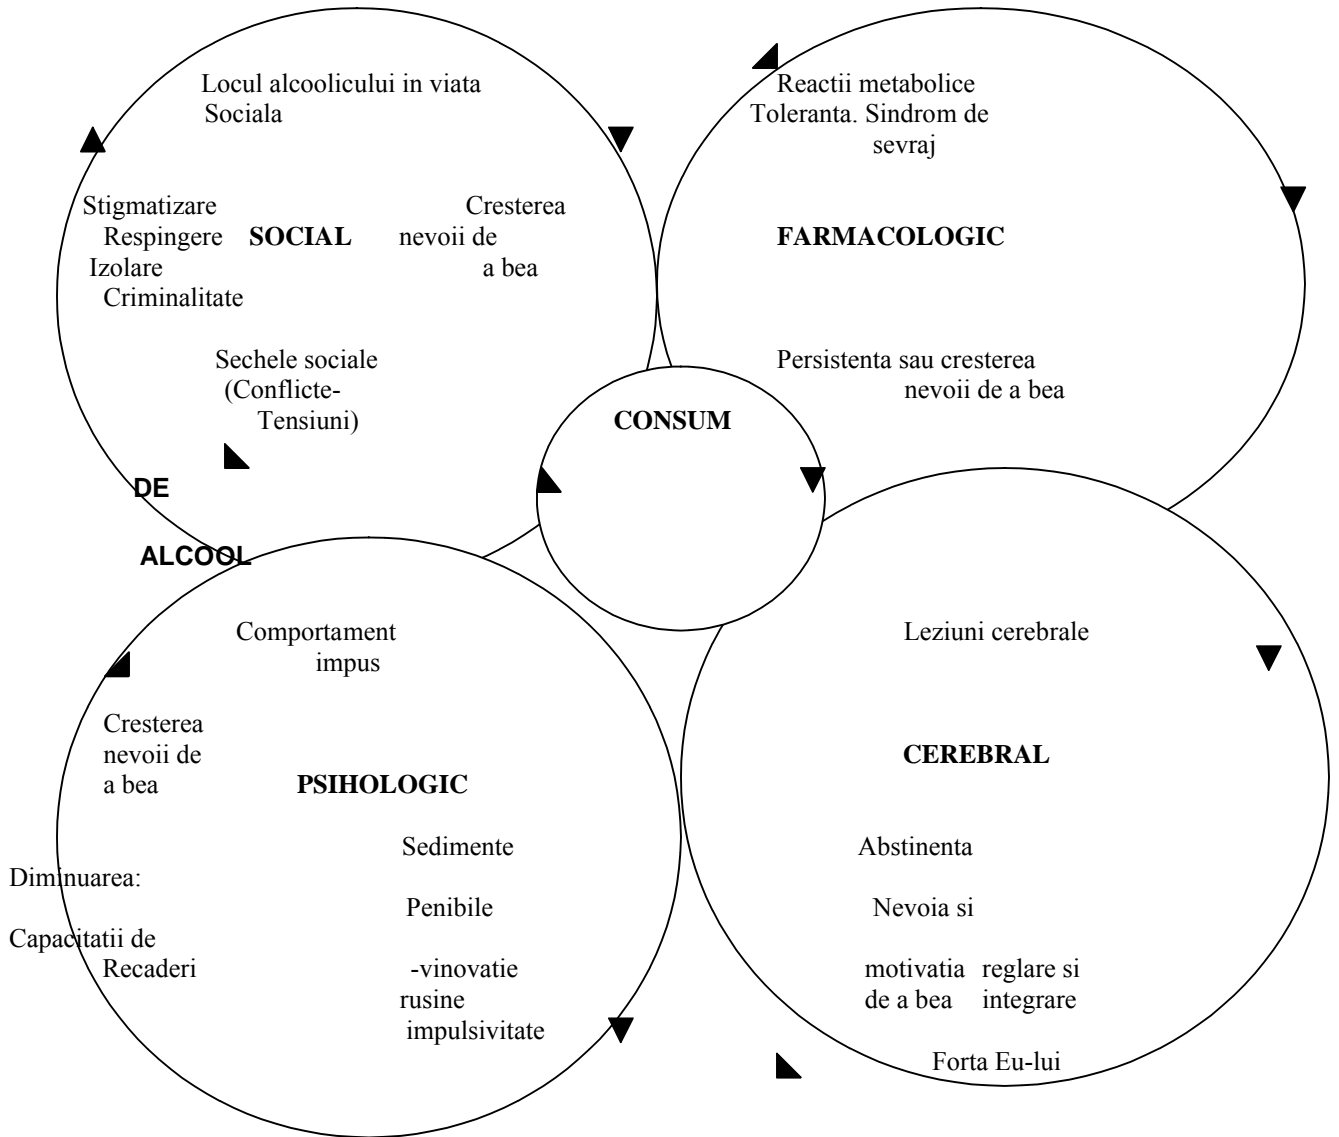 Locul alcoolicului in viata
Sociala
Stigmatizare
Respingere
Izolare
Criminalitate
SOCIAL
Cresterea
nevoii de
a bea
Sechele sociale
(Conflicte-
Tensiuni)
Reactii metabolice
Toleranta. Sindrom de
sevraj
FARMACOLOGIC
Persistenta sau cresterea
nevoii de a bea
CONSUM
DE
ALCOOL
Comportament
impus
Cresterea
nevoii de
a bea
PSIHOLOGIC
Diminuarea:
Capacitatii de
Recaderi
Sedimente
Penibile
-vinovatie
rusine
impulsivitate
Leziuni cerebrale
CEREBRAL
Abstinenta
Nevoia si
motivatia reglare si
de a bea integrare
Forta Eu-lui